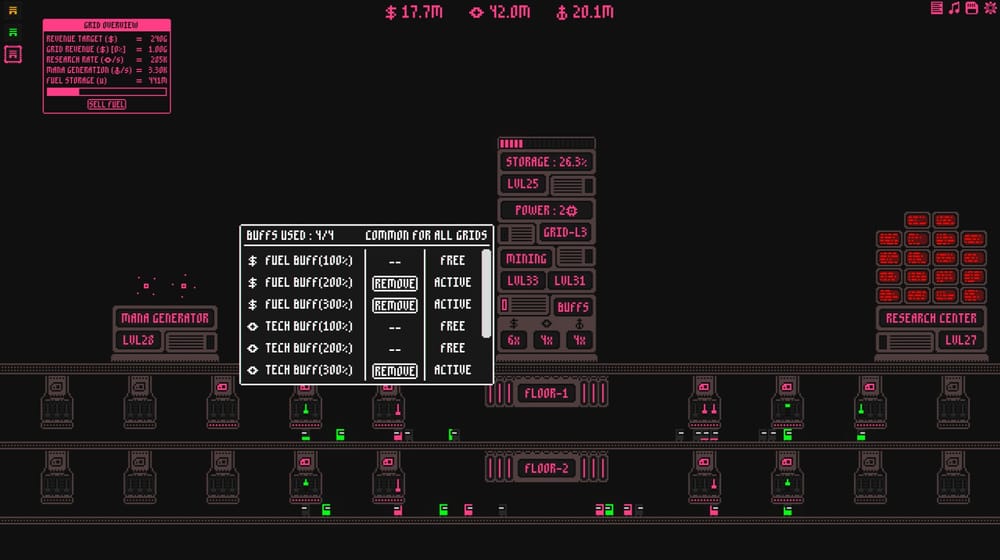 $ 17.7M 42.0M 20.1M
GRID OVERVIEW
REVENUE TARGET ($) = 240G
GRID REVENUE ($) [0%] = 1.00G
RESEARCH RATE (/s) = 285K
MANA GENERATION (/s) = 3.30K
FUEL STORAGE (U) = 441M
SELL FUEL
STORAGE : 26.3%
LVL25
POWER : 2
GRID-L3
MINING
LVL33 LVL31
BUFFS
$
6X 4X 4X
BUFFS USED : 4/4 COMMON FOR ALL GRIDS
$ FUEL BUFF(100%) -- FREE
$ FUEL BUFF(200%) REMOVE ACTIVE
$ FUEL BUFF(300%) REMOVE ACTIVE
TECH BUFF(100%) -- FREE
TECH BUFF(200%) -- FREE
TECH BUFF(300%) REMOVE ACTIVE
MANA GENERATOR
LVL28
RESEARCH CENTER
LVL27
FLOOR-1
FLOOR-2